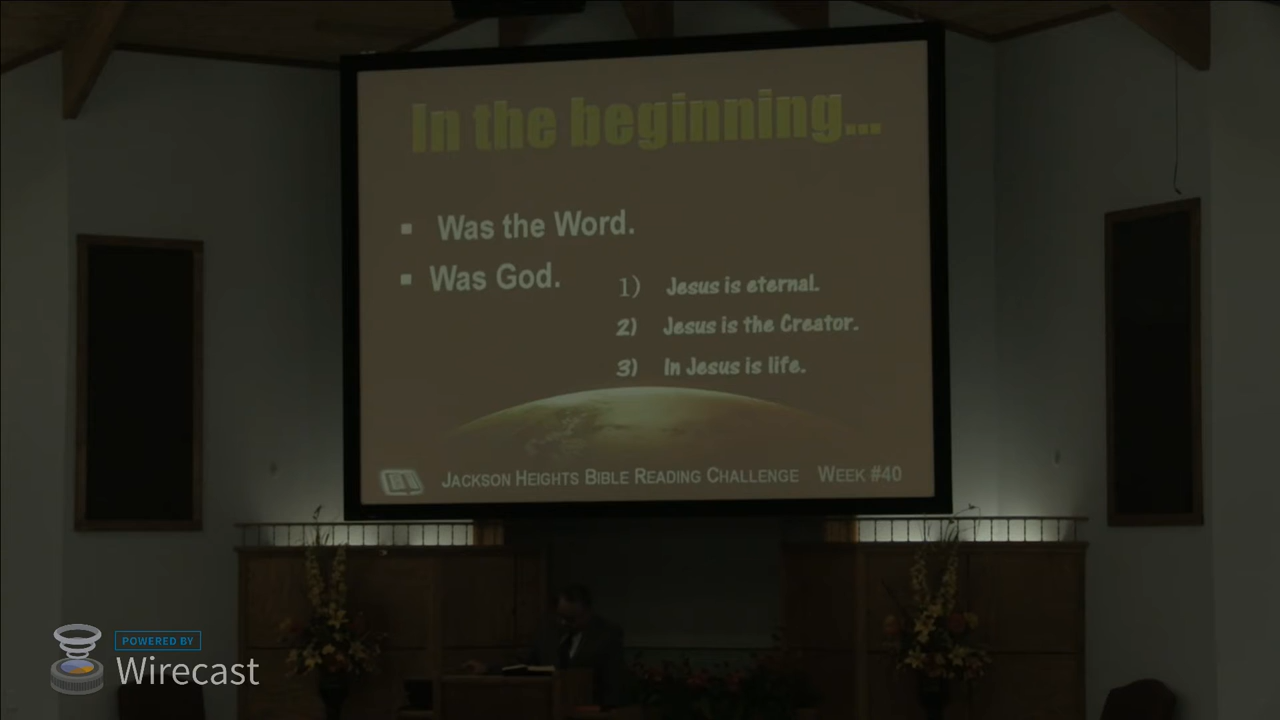 In the beginning...
▪ Was the Word.
▪ Was God.
1) Jesus is eternal.
2) Jesus is the Creator.
3) In Jesus is life.
JACKSON HEIGHTS BIBLE READING CHALLENGE WEEK #40
POWERED BY
Wirecast